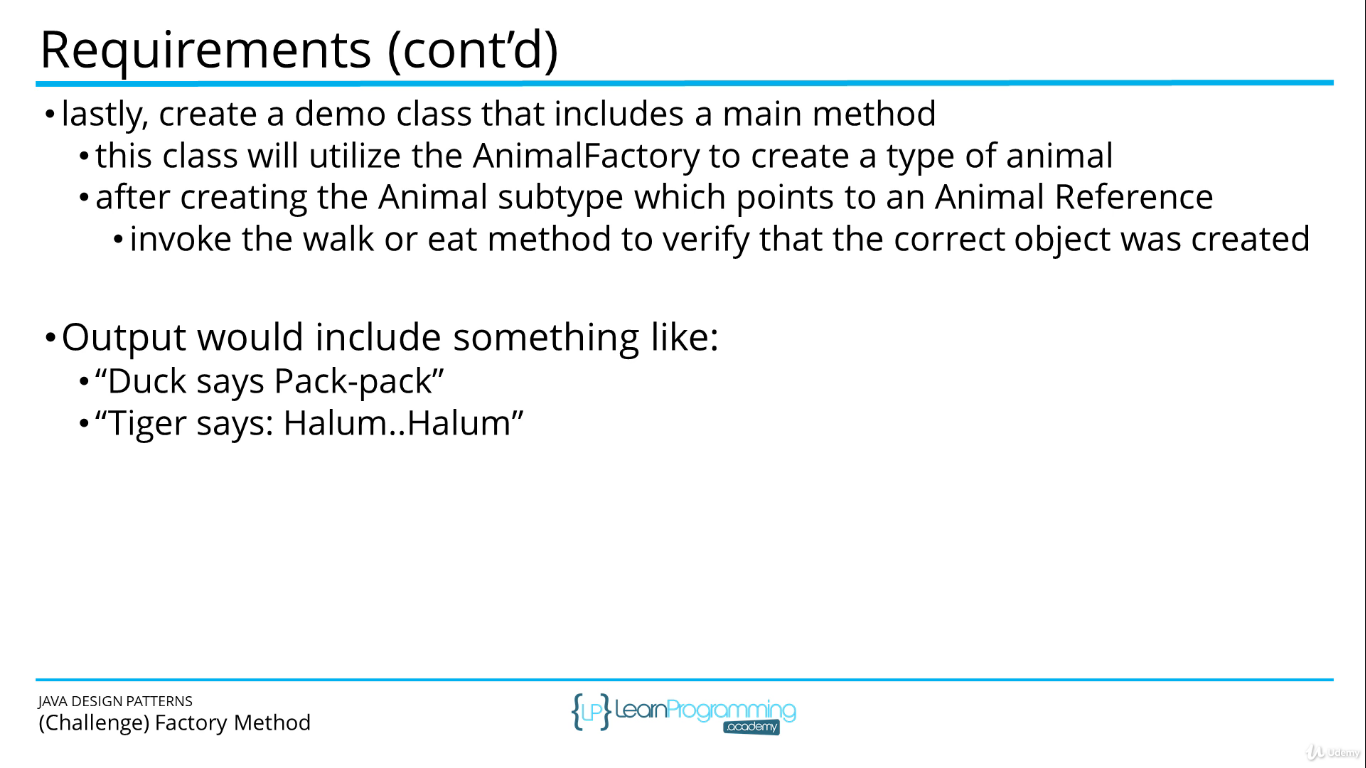 Requirements (cont’d)
•lastly, create a demo class that includes a main method
•this class will utilize the AnimalFactory to create a type of animal
•after creating the Animal subtype which points to an Animal Reference
•invoke the walk or eat method to verify that the correct object was created
•Output would include something like:
•“Duck says Pack-pack”
•“Tiger says: Halum..Halum”
JAVA DESIGN PATTERNS
(Challenge) Factory Method
{LP} LearnProgramming
.academy
Udemy